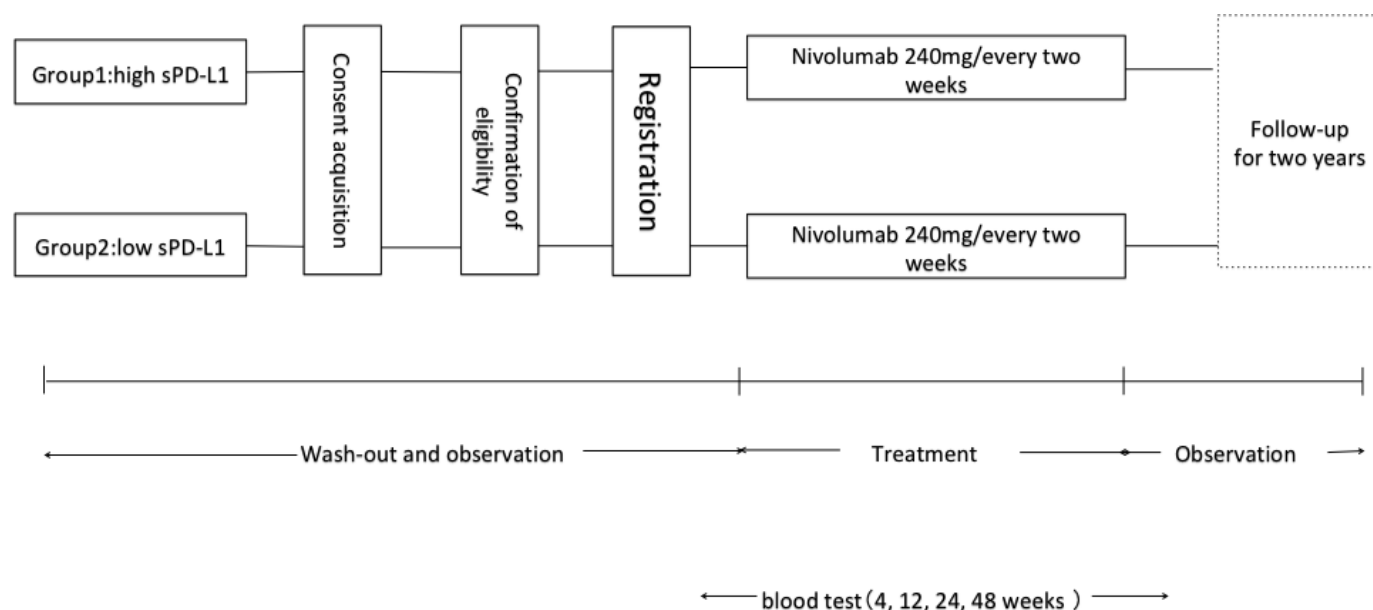 Group1:high sPD-L1
Group2:low sPD-L1
Consent acquisition
Confirmation of
eligibility
Registration
Nivolumab 240mg/every two
weeks
Nivolumab 240mg/every two
weeks
Follow-up
for two years
Wash-out and observation
Treatment
Observation
blood test(4, 12, 24, 48 weeks )